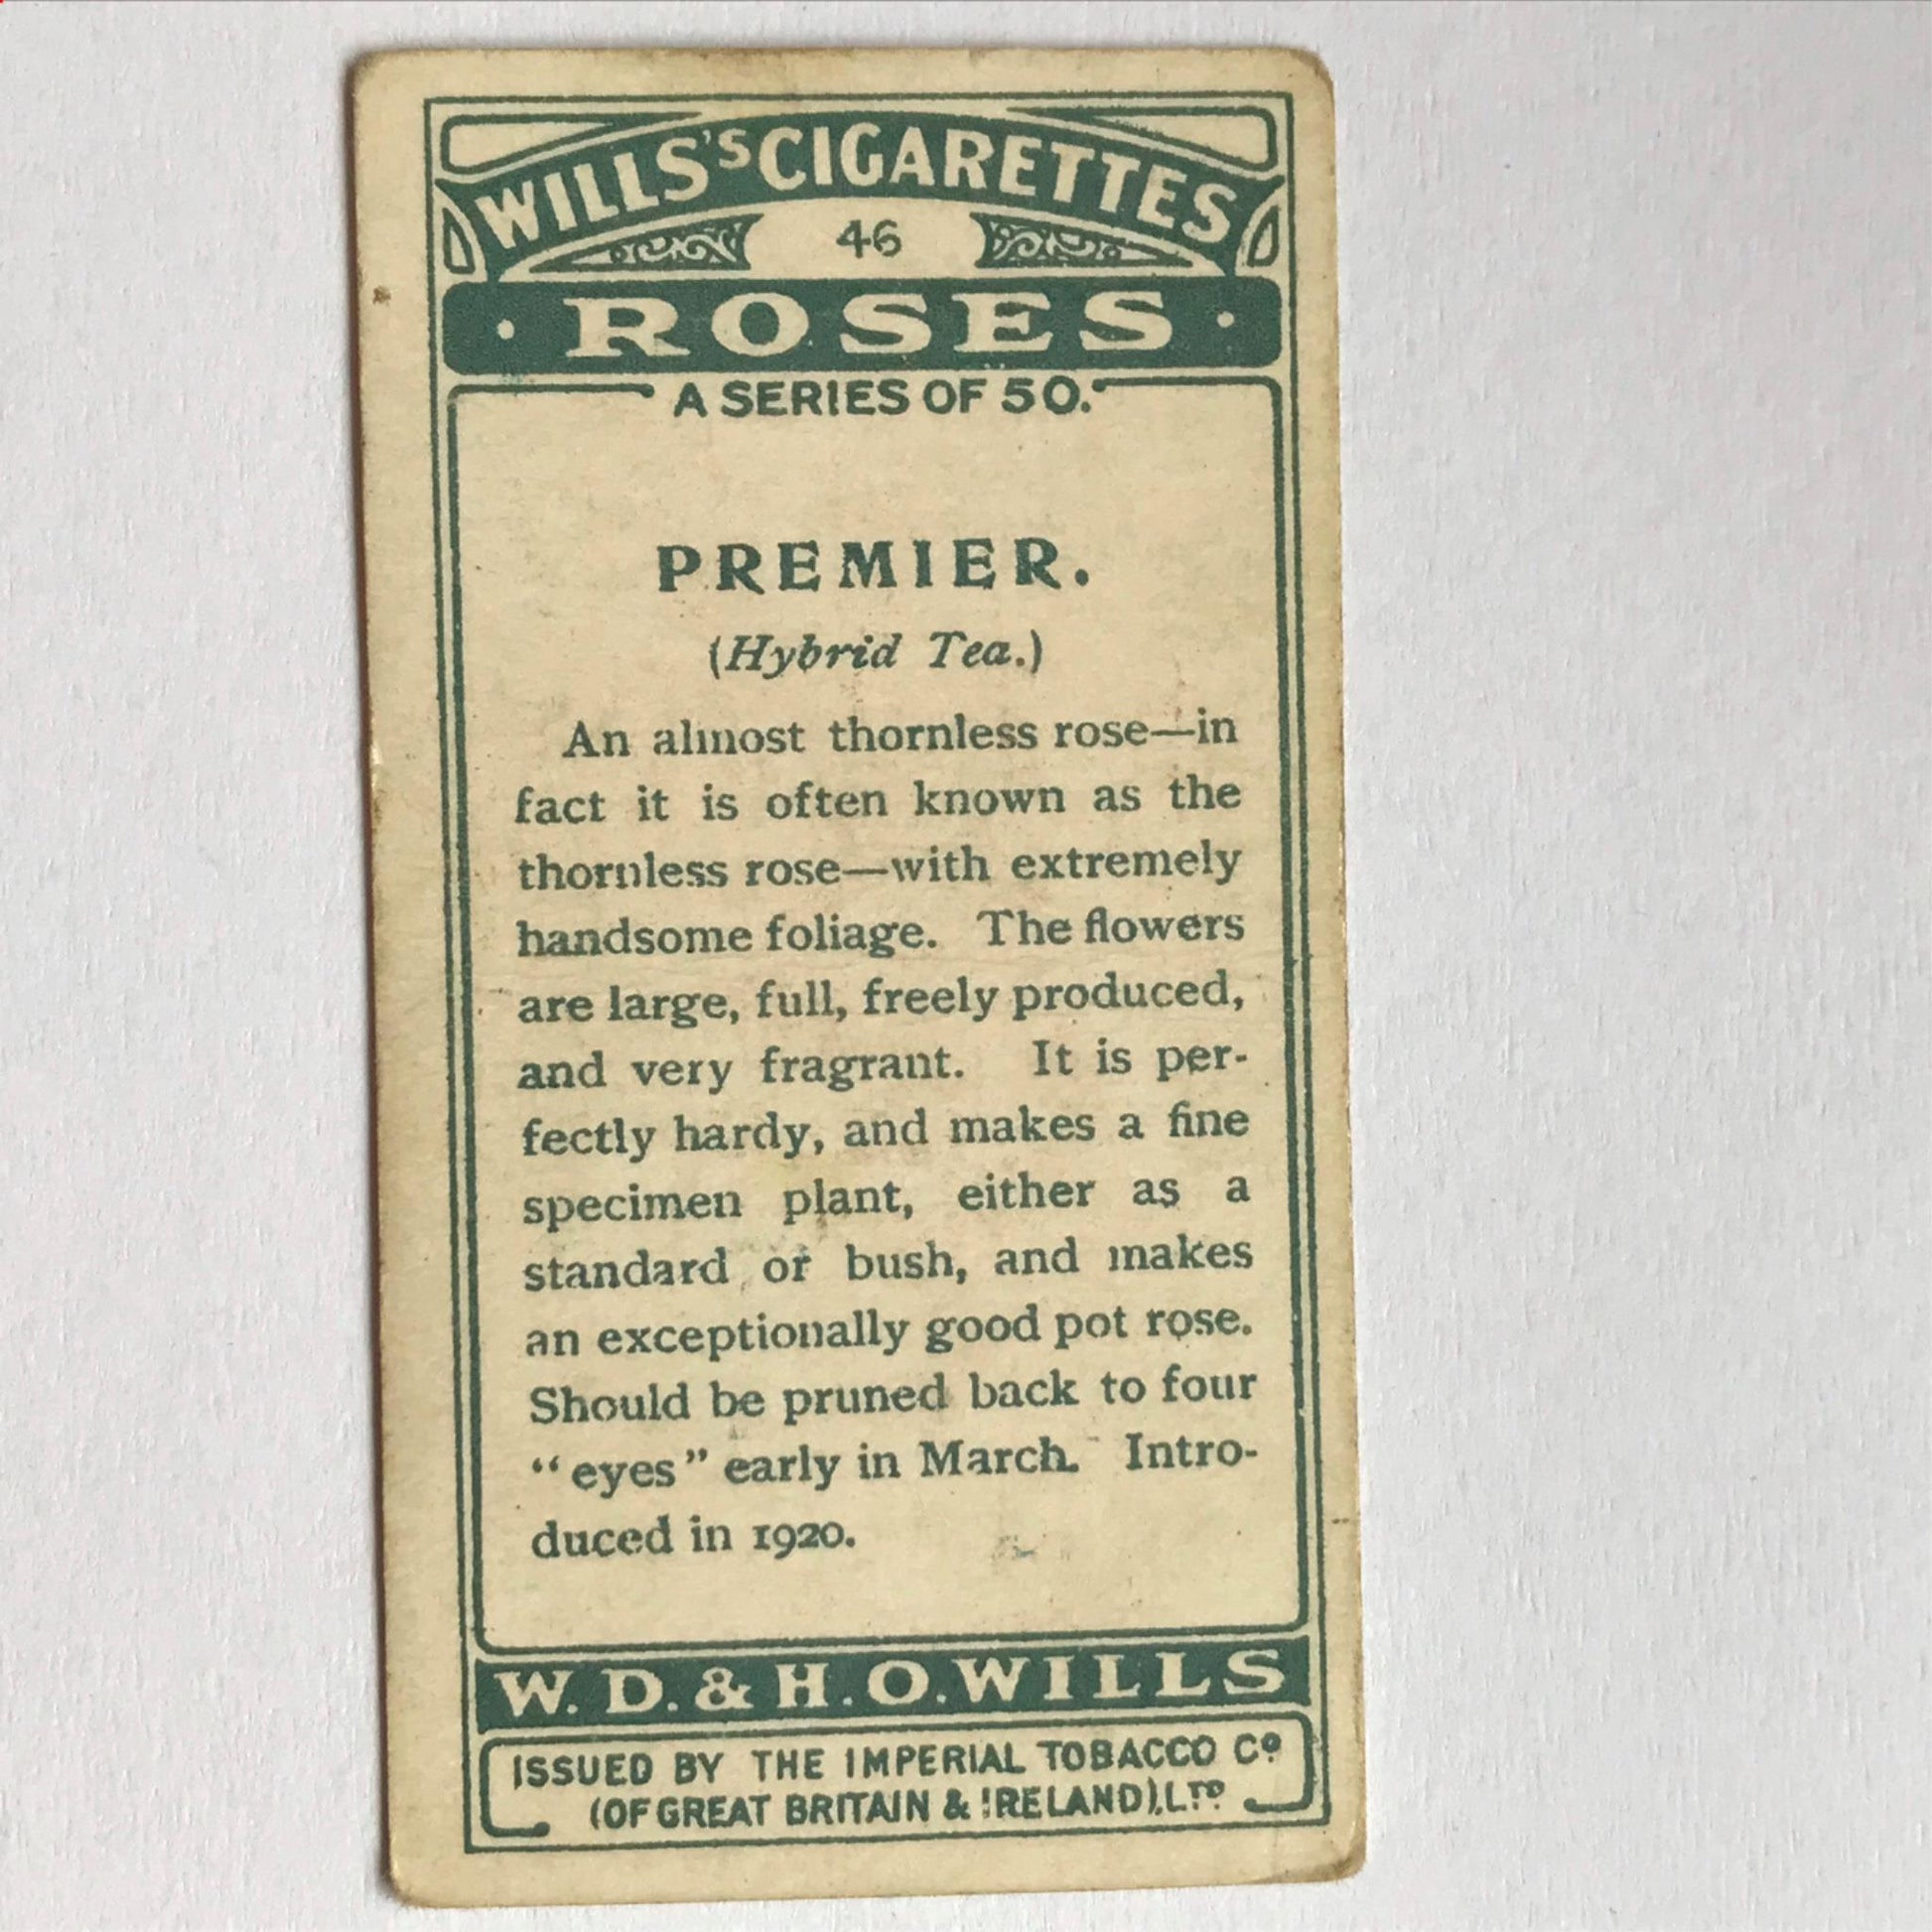 WILLS'S CIGARETTES
46
· ROSES ·
A SERIES OF 50.
PREMIER.
(Hybrid Tea.)
An almost thornless rose—in
fact it is often known as the
thornless rose—with extremely
handsome foliage. The flowers
are large, full, freely produced,
and very fragrant. It is per-
fectly hardy, and makes a fine
specimen plant, either as a
standard or bush, and makes
an exceptionally good pot rose.
Should be pruned back to four
“eyes” early in March. Intro-
duced in 1920.
W. D. & H. O. WILLS
ISSUED BY THE IMPERIAL TOBACCO Cº
(OF GREAT BRITAIN & IRELAND), LTD